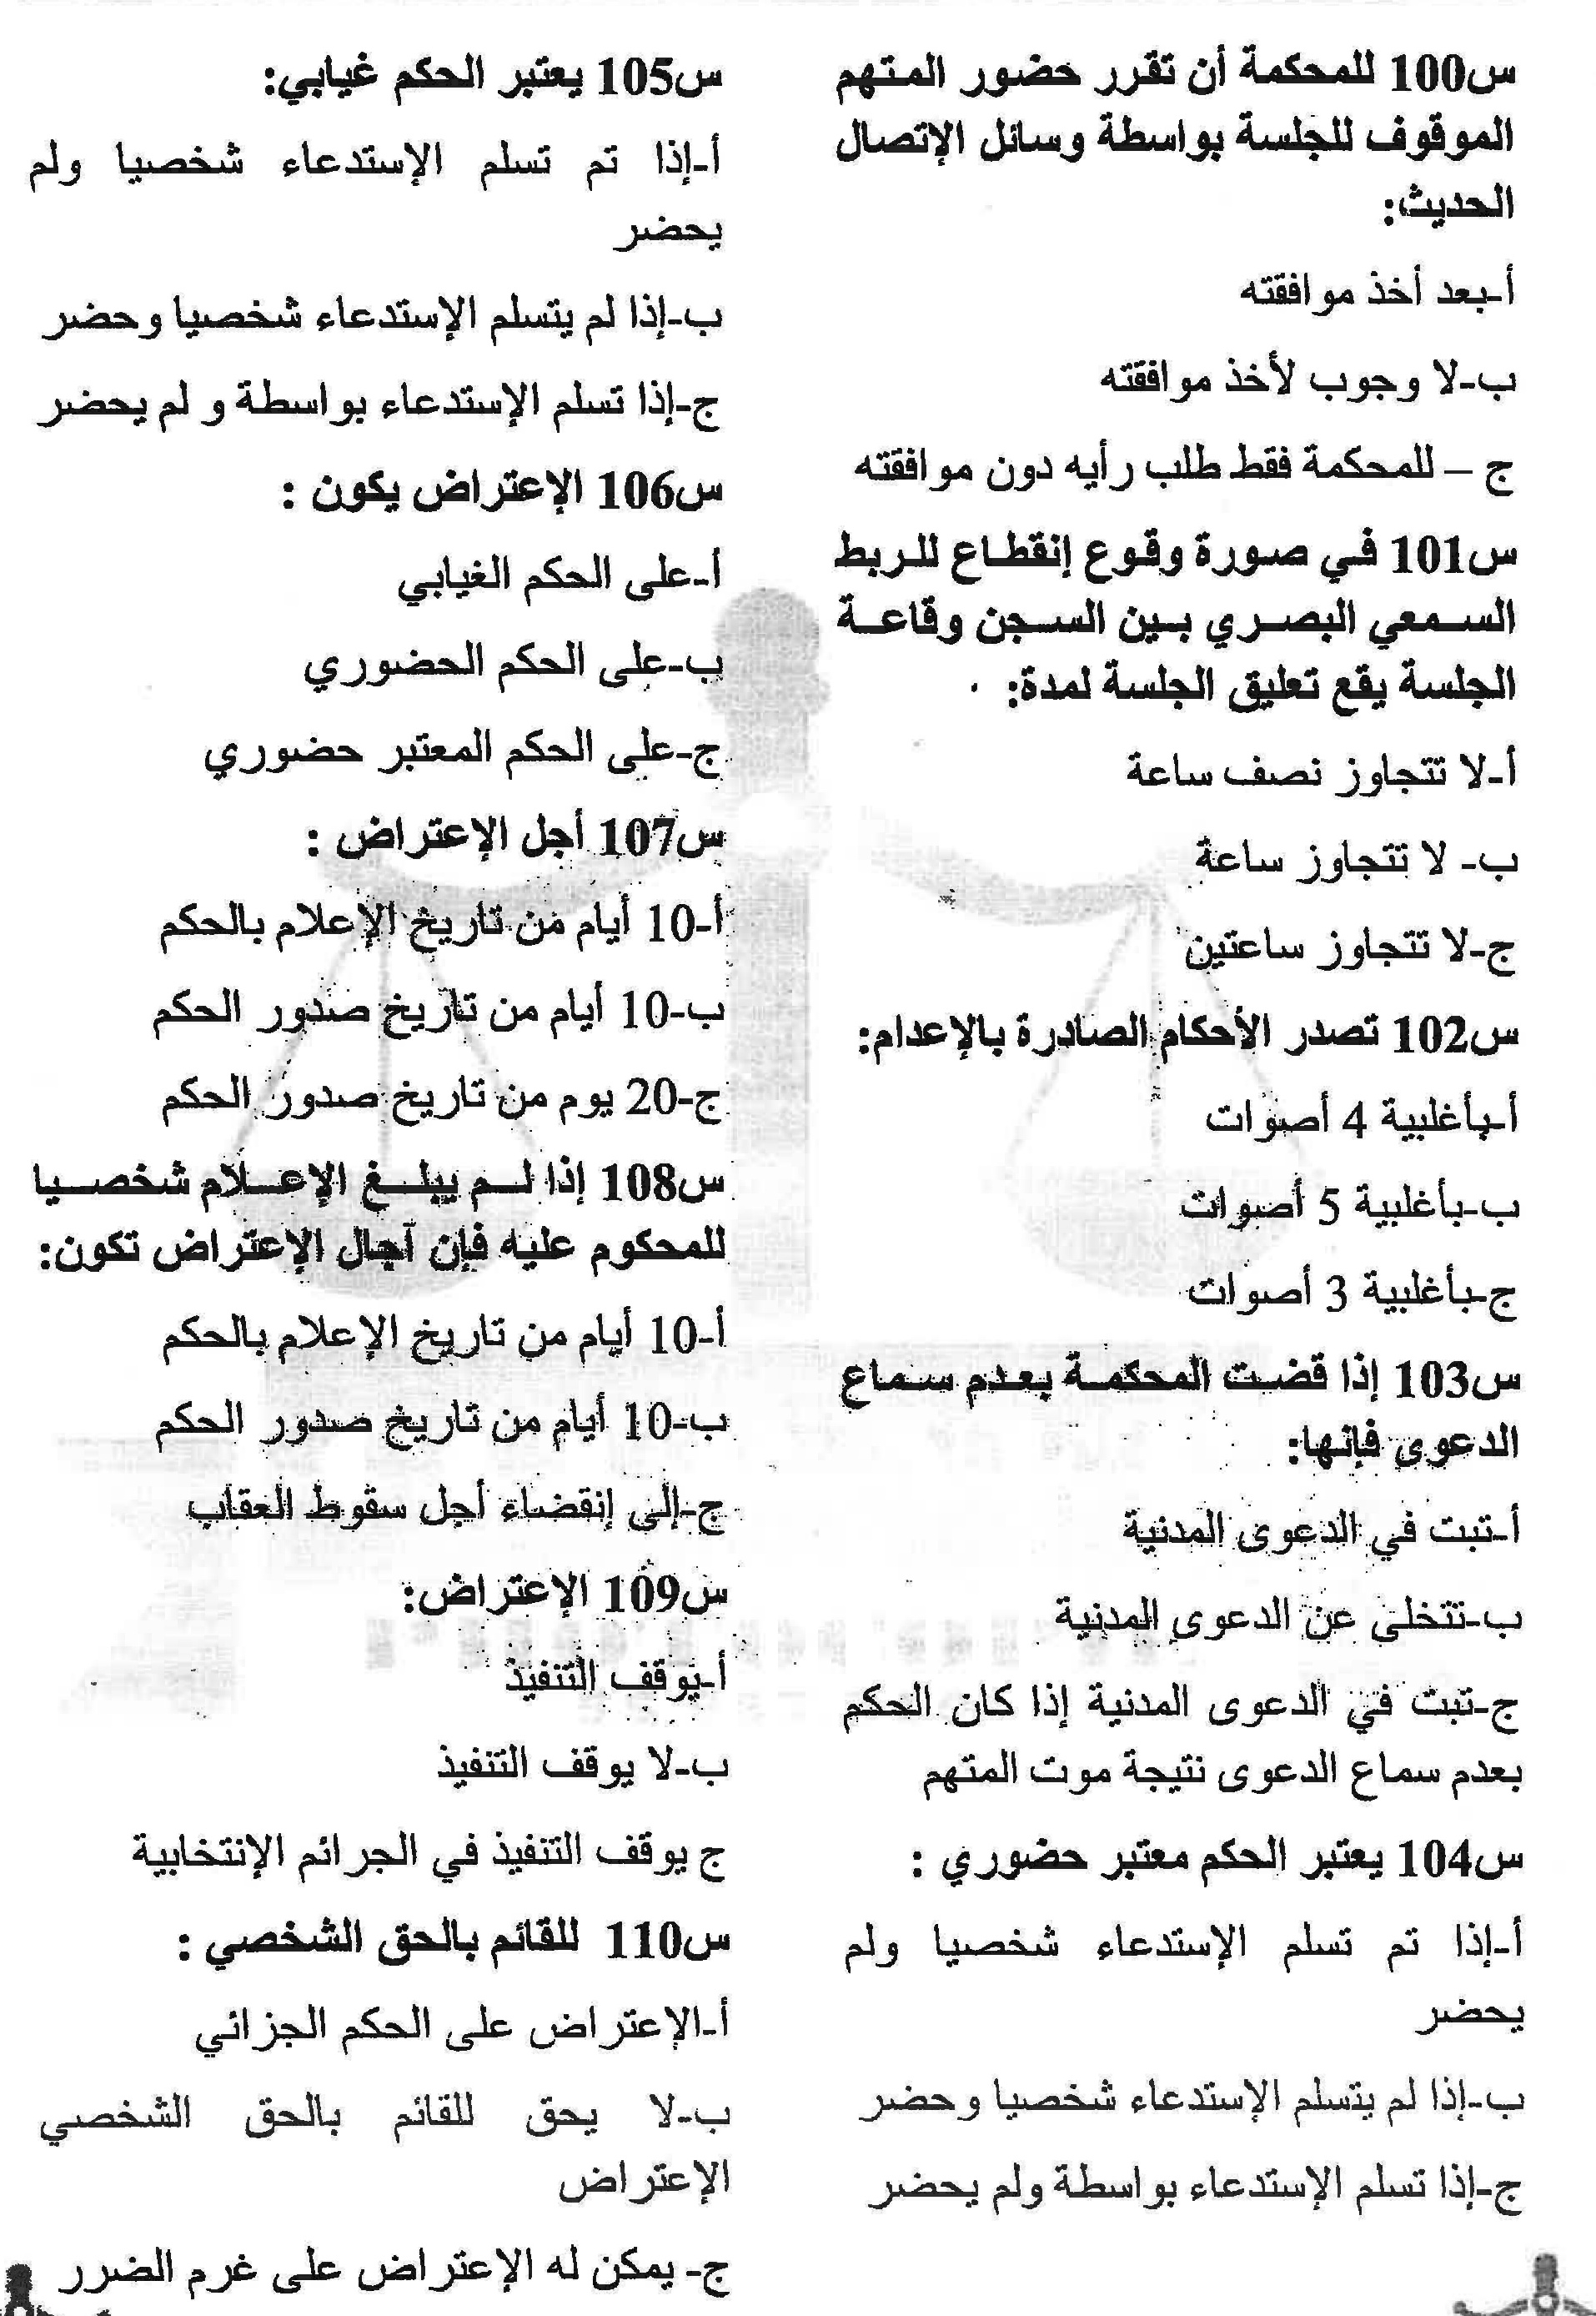 س100 للمحكمة أن تقرر حضور المتهم
الموقوف للجلسة بواسطة وسائل الإتصال
الحديث:
أ-بعد أخذ موافقته
ب-لا وجوب لأخذ موافقته
ج – للمحكمة فقط طلب رأيه دون موافقته
س101 في صورة وقوع إنقطاع للربط
السمعي البصري بين السجن وقاعة
الجلسة يقع تعليق الجلسة لمدة:
أ-لا تتجاوز نصف ساعة
ب- لا تتجاوز ساعة
ج-لا تتجاوز ساعتين
س102 تصدر الأحكام الصادرة بالإعدام:
أ-بأغلبية 4 أصوات
ب-بأغلبية 5 أصوات
ج-بأغلبية 3 أصوات
س103 إذا قضت المحكمة بعدم سماع
الدعوى فإنها:
أ-تبت في الدعوى المدنية
ب-تتخلى عن الدعوى المدنية
ج-تبت في الدعوى المدنية إذا كان الحكم
بعدم سماع الدعوى نتيجة موت المتهم
س104 يعتبر الحكم معتبر حضوري :
أ-إذا تم تسلم الإستدعاء شخصيا ولم
يحضر
ب-إذا لم يتسلم الإستدعاء شخصيا وحضر
ج-إذا تسلم الإستدعاء بواسطة ولم يحضر
س105 يعتبر الحكم غيابي:
أ-إذا تم تسلم الإستدعاء شخصيا ولم
يحضر
ب-إذا لم يتسلم الإستدعاء شخصيا وحضر
ج-إذا تسلم الإستدعاء بواسطة و لم يحضر
س106 الإعتراض يكون :
أ-على الحكم الغيابي
ب-على الحكم الحضوري
ج-على الحكم المعتبر حضوري
س107 أجل الإعتراض :
أ-10 أيام من تاريخ الإعلام بالحكم
ب-10 أيام من تاريخ صدور الحكم
ج-20 يوم من تاريخ صدور الحكم
س108 إذا لم يبلغ الإعلام شخصيا
للمحكوم عليه فإن آجال الإعتراض تكون:
أ-10 أيام من تاريخ الإعلام بالحكم
ب-10 أيام من تاريخ صدور الحكم
ج-إلى إنقضاء أجل سقوط العقاب
س109 الإعتراض:
أ-يوقف التنفيذ
ب-لا يوقف التنفيذ
ج يوقف التنفيذ في الجرائم الإنتخابية
س110 للقائم بالحق الشخصي :
أ-الإعتراض على الحكم الجزائي
ب-لا يحق للقائم بالحق الشخصي
الإعتراض
ج- يمكن له الإعتراض على غرم الضرر